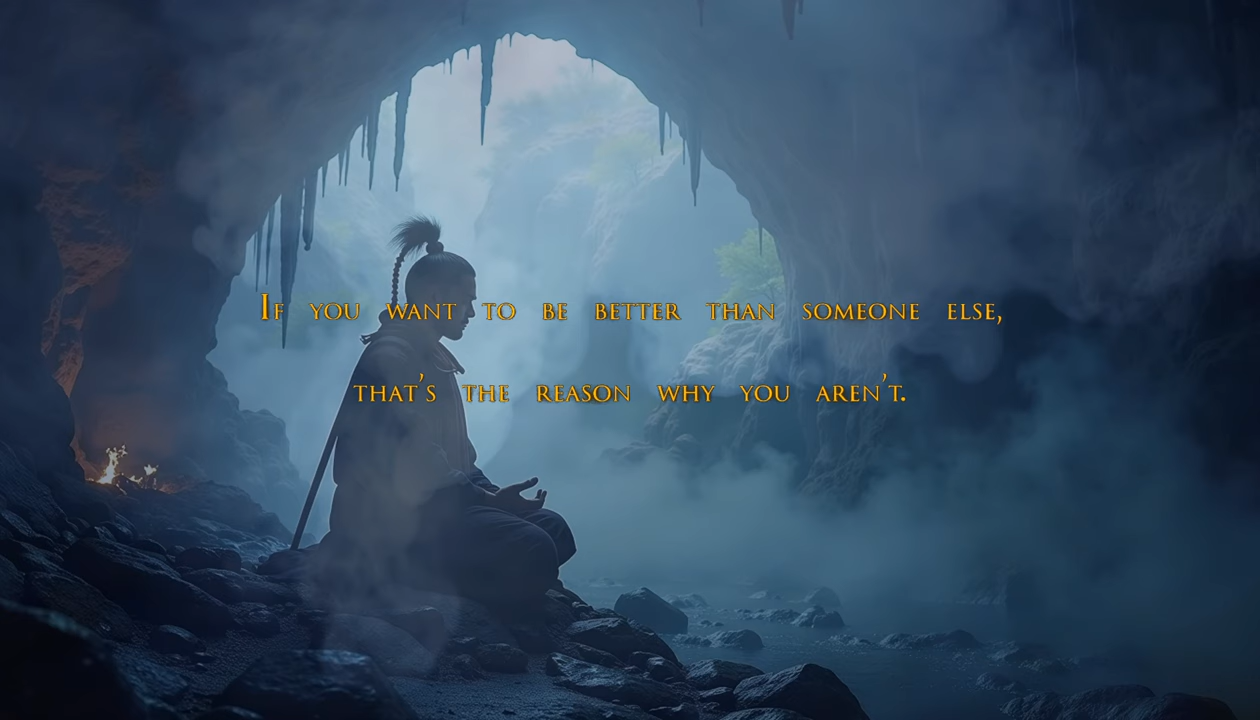 If you want to be better than someone else,
that's the reason why you aren't.